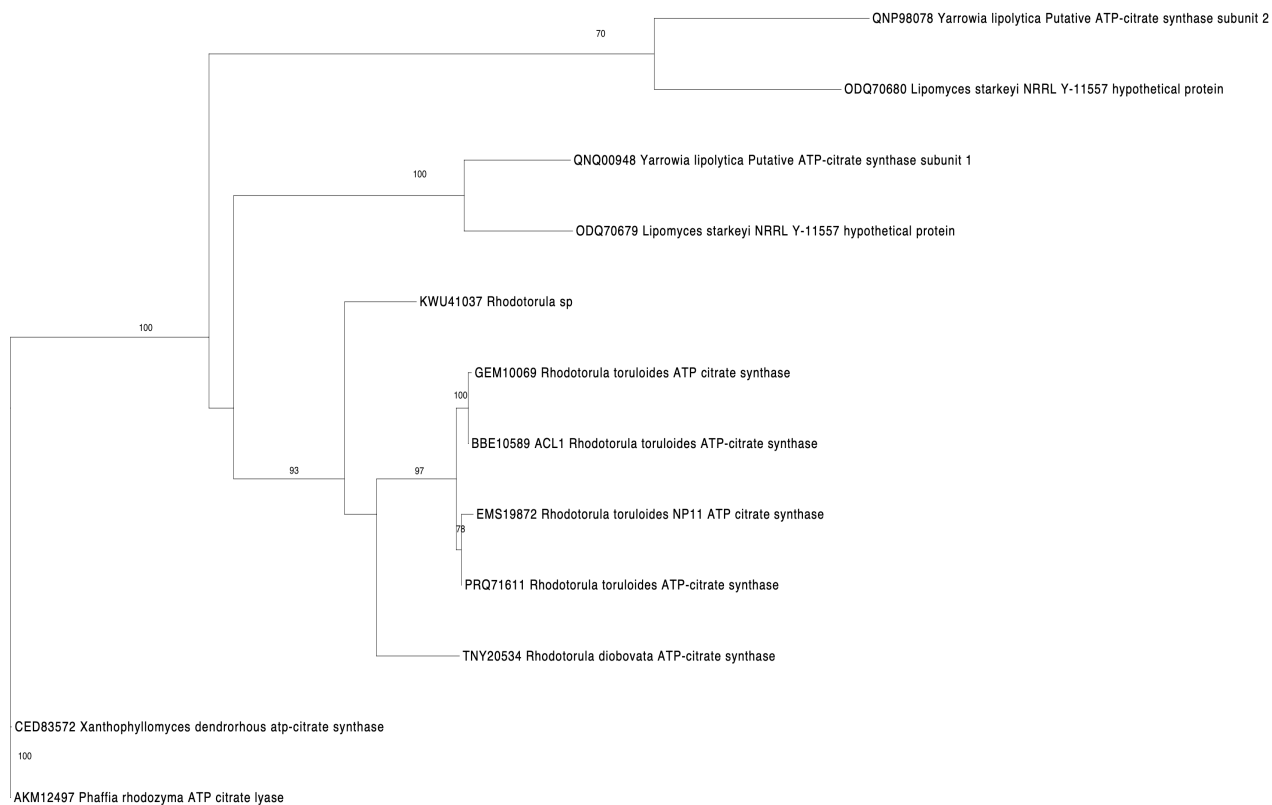 QNP98078 Yarrowia lipolytica Putative ATP-citrate synthase subunit 2
70
ODQ70680 Lipomyces starkeyi NRRL Y-11557 hypothetical protein
QNQ00948 Yarrowia lipolytica Putative ATP-citrate synthase subunit 1
100
ODQ70679 Lipomyces starkeyi NRRL Y-11557 hypothetical protein
KWU41037 Rhodotorula sp
100
GEM10069 Rhodotorula toruloides ATP citrate synthase
100
BBE10589 ACL1 Rhodotorula toruloides ATP-citrate synthase
93
97
EMS19872 Rhodotorula toruloides NP11 ATP citrate synthase
78
PRQ71611 Rhodotorula toruloides ATP-citrate synthase
TNY20534 Rhodotorula diobovata ATP-citrate synthase
CED83572 Xanthophyllomyces dendrorhous atp-citrate synthase
100
AKM12497 Phaffia rhodozyma ATP citrate lyase